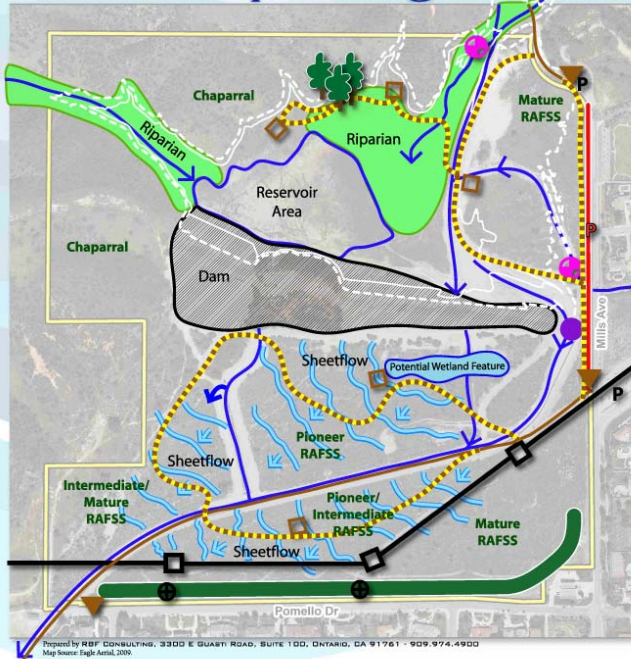 Chaparral
P
Mature
RAFSS
Riparian
Riparian
Reservoir
Area
P
Chaparral
Dam
Mills Ave
Sheetflow
Potential Wetland Feature
P
Pioneer
RAFSS
Sheetflow
Intermediate/
Mature
RAFSS
Pioneer/
Intermediate
RAFSS
Mature
RAFSS
Sheetflow
Pomello Dr
Prepared by RBF CONSULTING, 3300 E GUASTI ROAD, SUITE 100, ONTARIO, CA 91761 - 909.974.4900
Map Source: Eagle Aerial, 2009.